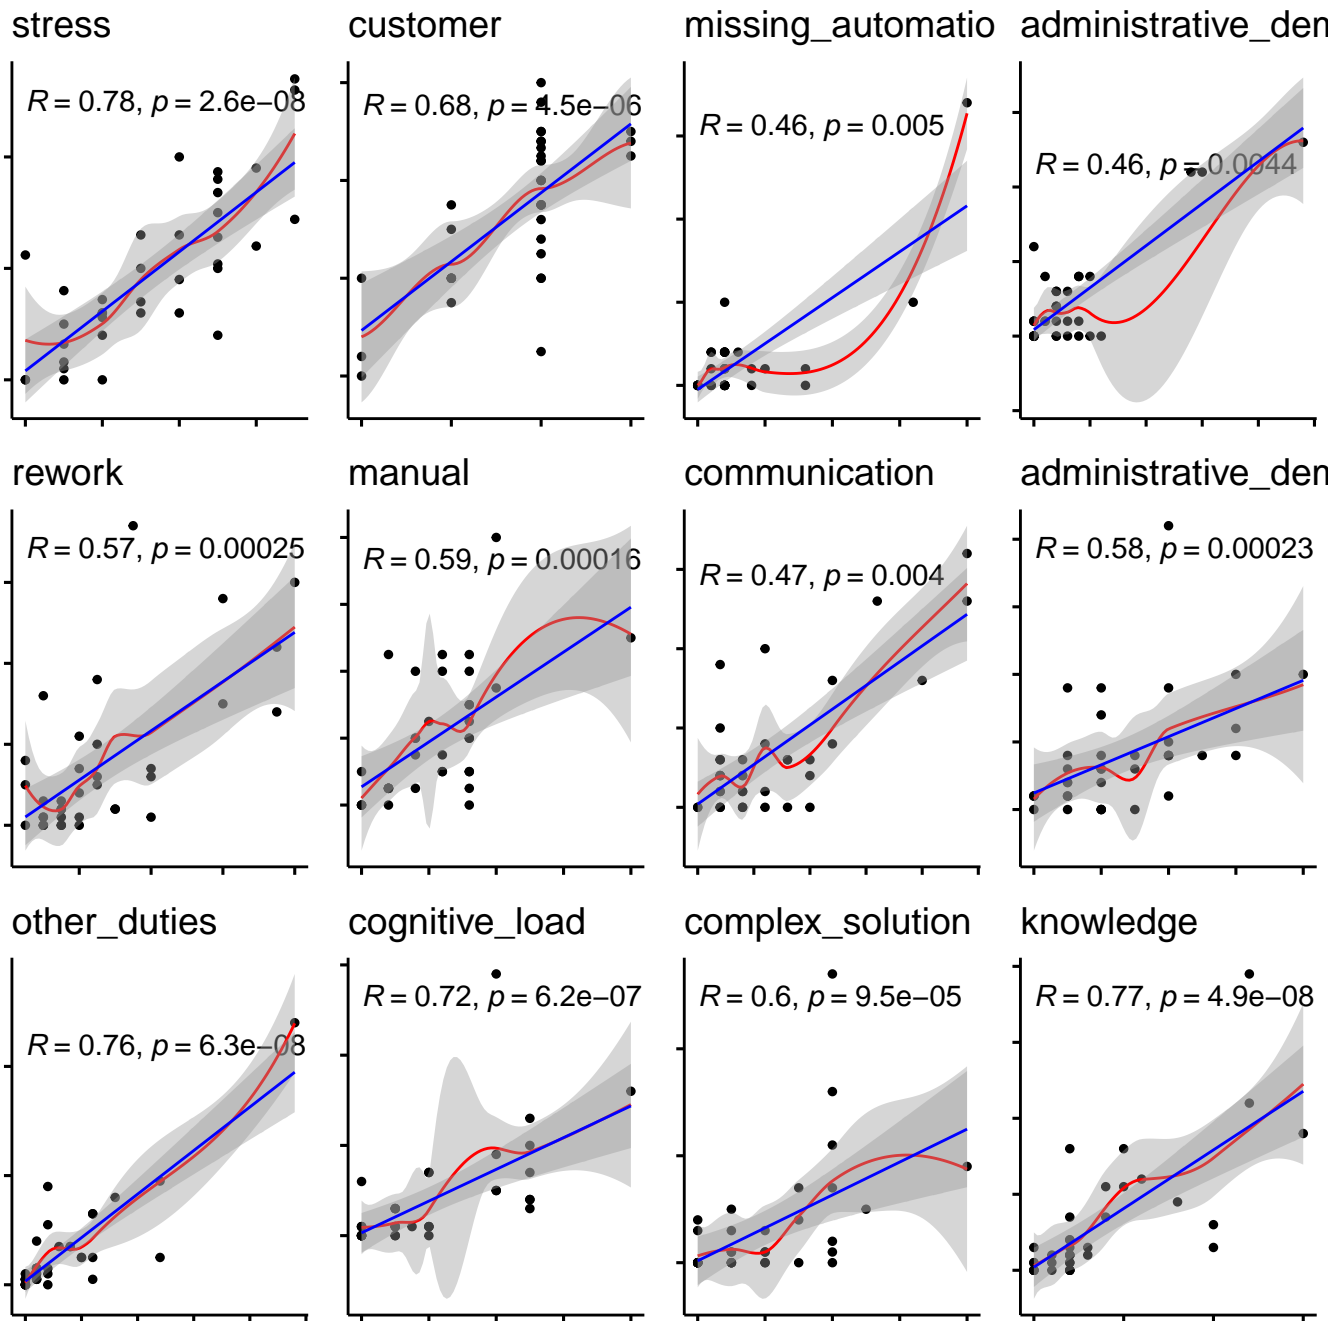 stress
customer
missing_automatio
administrative_dem
R = 0.78, p = 2.6e−08
R = 0.68, p = 4.5e−06
R = 0.46, p = 0.005
R = 0.46, p = 0.0044
rework
manual
communication
administrative_dem
R = 0.57, p = 0.00025
R = 0.59, p = 0.00016
R = 0.47, p = 0.004
R = 0.58, p = 0.00023
other_duties
cognitive_load
complex_solution
knowledge
R = 0.76, p = 6.3e−08
R = 0.72, p = 6.2e−07
R = 0.6, p = 9.5e−05
R = 0.77, p = 4.9e−08